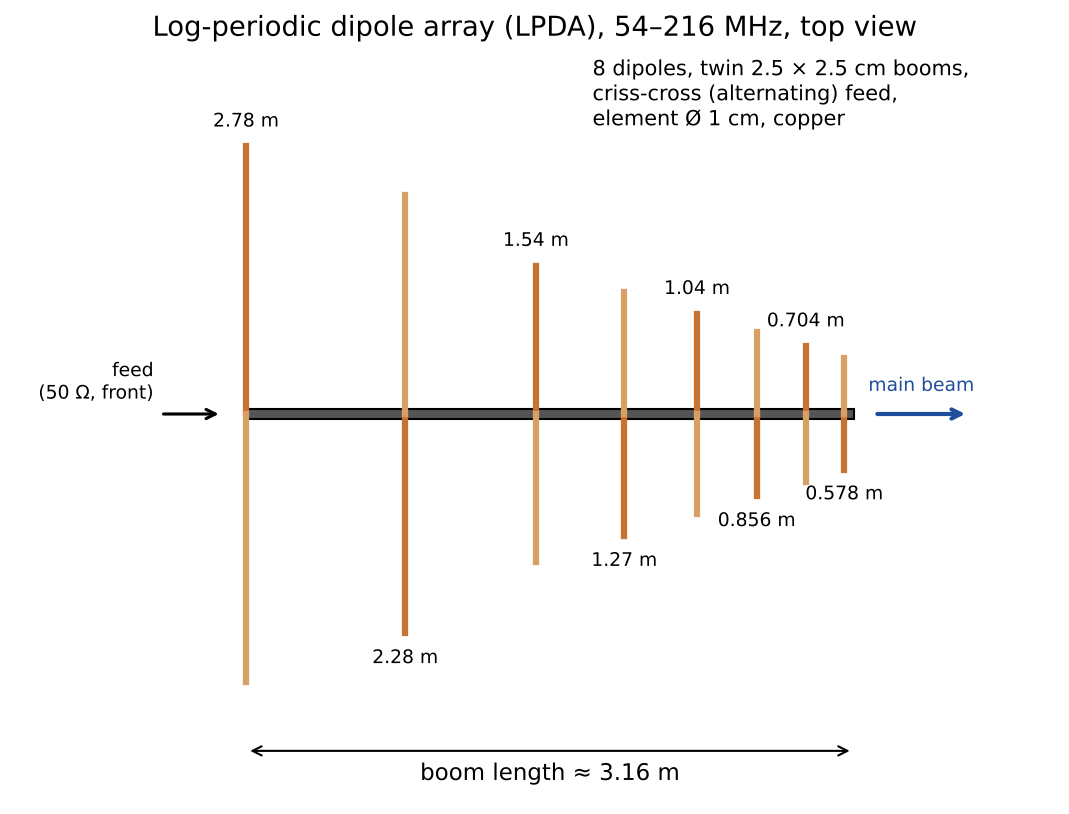 Log-periodic dipole array (LPDA), 54–216 MHz, top view
8 dipoles, twin 2.5 × 2.5 cm booms,
criss-cross (alternating) feed,
element Ø 1 cm, copper
2.78 m
1.54 m
1.04 m
0.704 m
feed
(50 Ω, front)
main beam
0.578 m
0.856 m
1.27 m
2.28 m
boom length ≈ 3.16 m